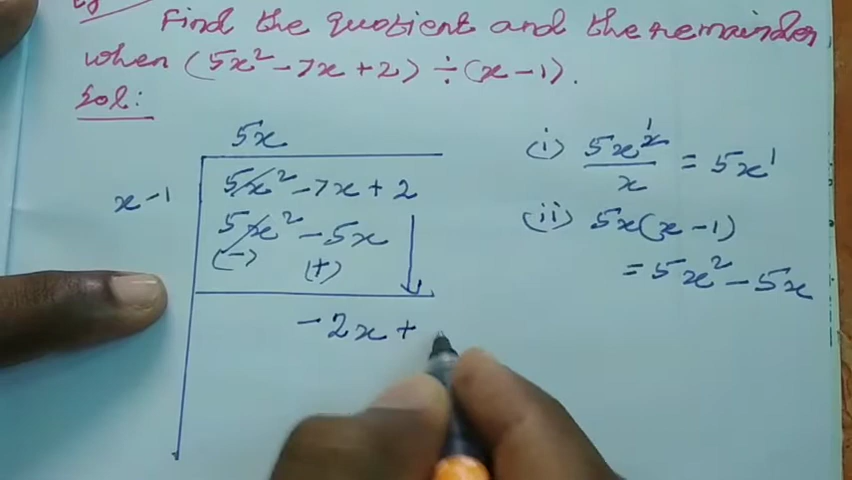 Eg
Find the quotient and the remainder
when (5x² - 7x + 2) ÷ (x - 1).
Sol:
5x
x - 1
5x² - 7x + 2
5x² - 5x
(-) (+)
- 2x +
(i) 5x² / x = 5x¹
(ii) 5x(x - 1)
= 5x² - 5x